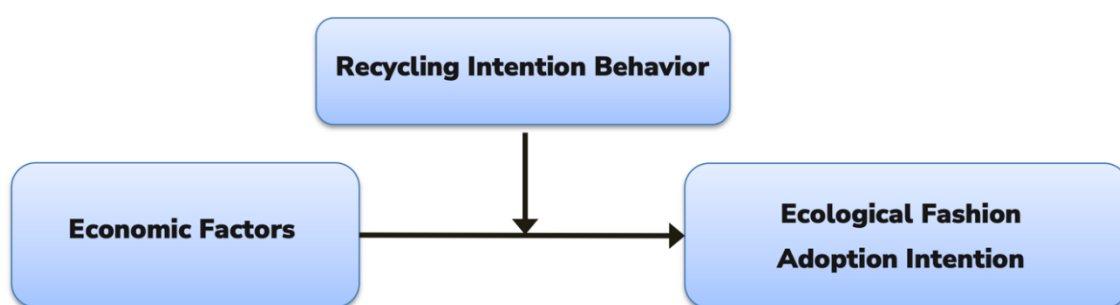 Recycling Intention Behavior
Economic Factors
Ecological Fashion
Adoption Intention